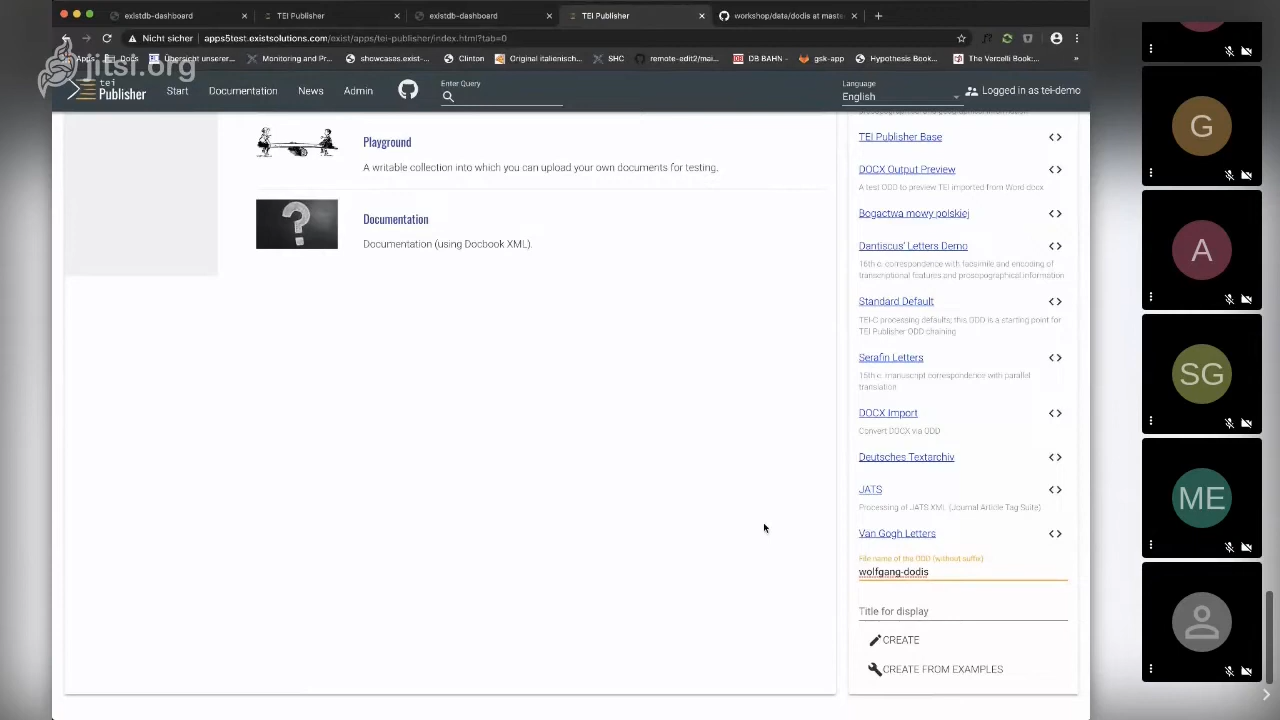 existdb-dashboard
TEI Publisher
existdb-dashboard
TEI Publisher
workshop/data/dodis at maste
Nicht sicher
apps5test.existsolutions.com/exist/apps/tei-publisher/index.html?tab=0
Apps
Docs
Übersicht unserer...
Monitoring and Pr...
showcases.exist-...
Clinton
Original italienisch...
SHC
remote-edit2/mai...
DB BAHN -
gsk-app
Hypothesis Book...
The Vercelli Book:...
»
jitsi.org
tei
Publisher
Start
Documentation
News
Admin
Enter Query
Language
English
Logged in as tei-demo
Playground
A writable collection into which you can upload your own documents for testing.
Documentation
Documentation (using Docbook XML).
TEI Publisher Base
DOCX Output Preview
A test ODD to preview TEI imported from Word docx
Bogactwa mowy polskiej
Dantiscus' Letters Demo
16th c. correspondence with facsimile and encoding of
transcriptional features and prosopographical information
Standard Default
TEI-C processing defaults; this ODD is a starting point for
TEI Publisher ODD chaining
Serafin Letters
15th c. manuscript correspondence with parallel
translation
DOCX Import
Convert DOCX via ODD
Deutsches Textarchiv
JATS
Processing of JATS XML (Journal Article Tag Suite)
Van Gogh Letters
File name of the ODD (without suffix)
wolfgang-dodis
Title for display
CREATE
CREATE FROM EXAMPLES
G
A
SG
ME